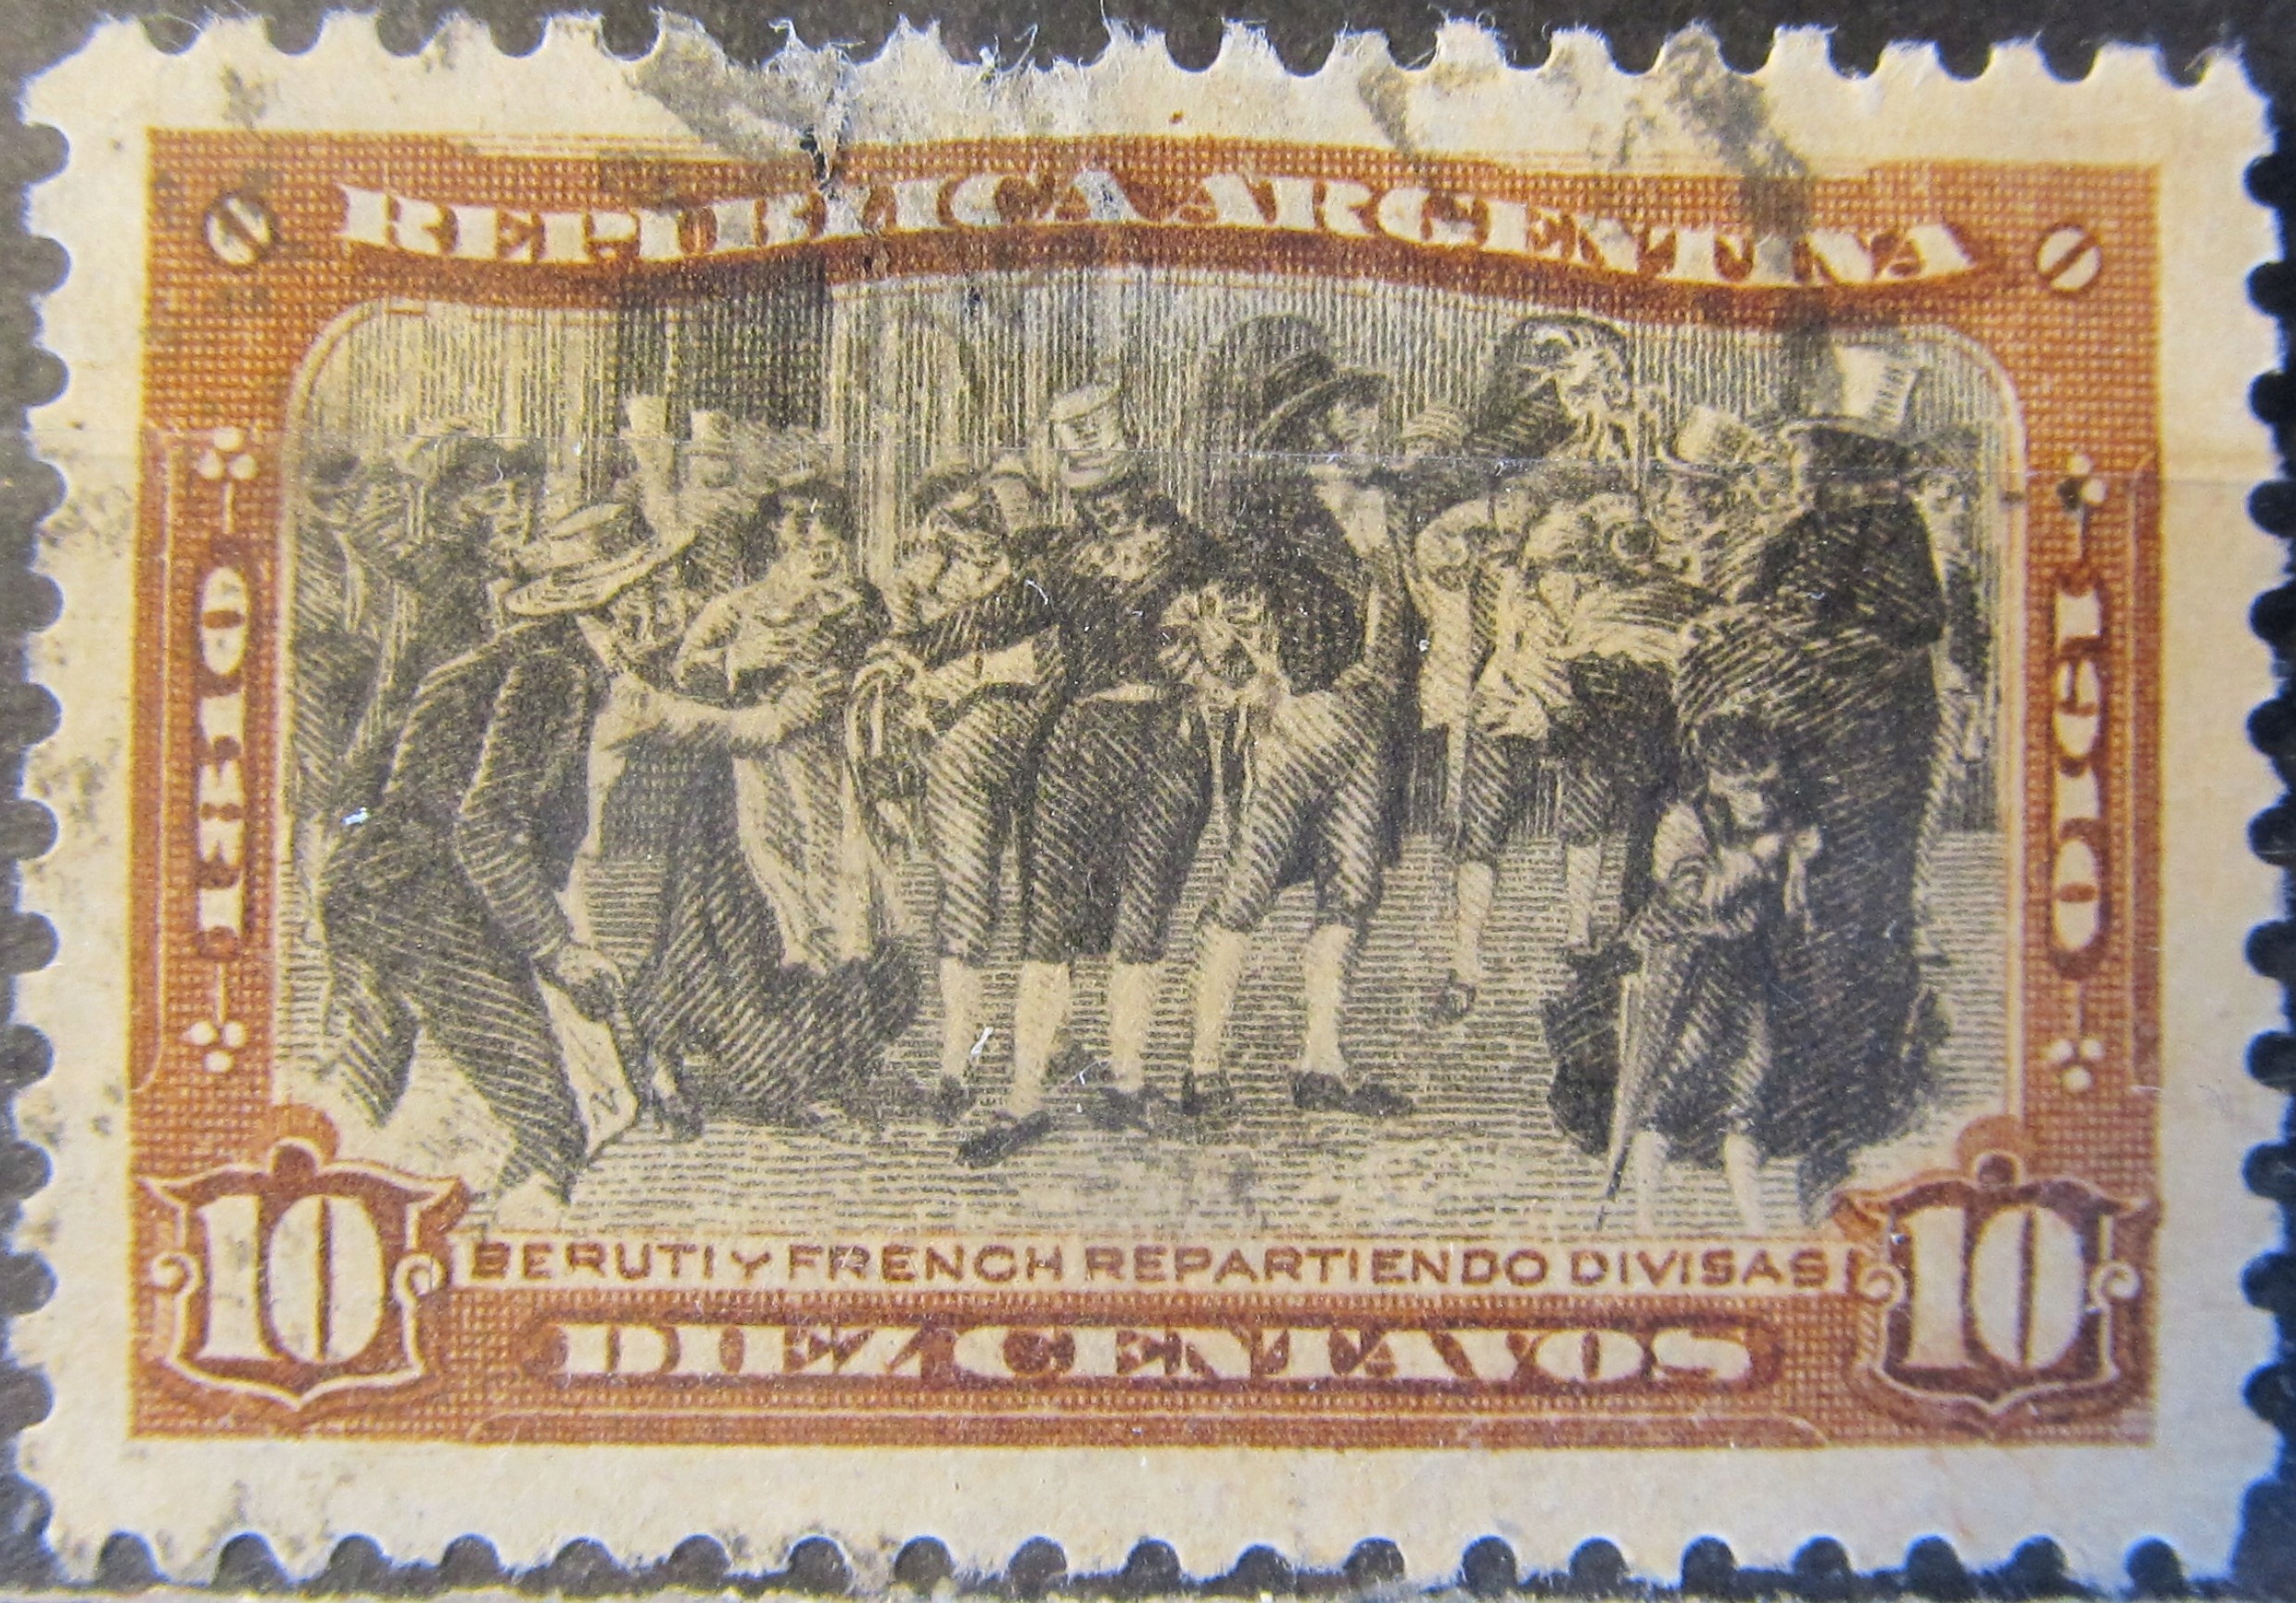 REPUBLICA ARGENTINA
1810
1910
10
BERUTI Y FRENCH REPARTIENDO DIVISAS
10
DIEZ CENTAVOS